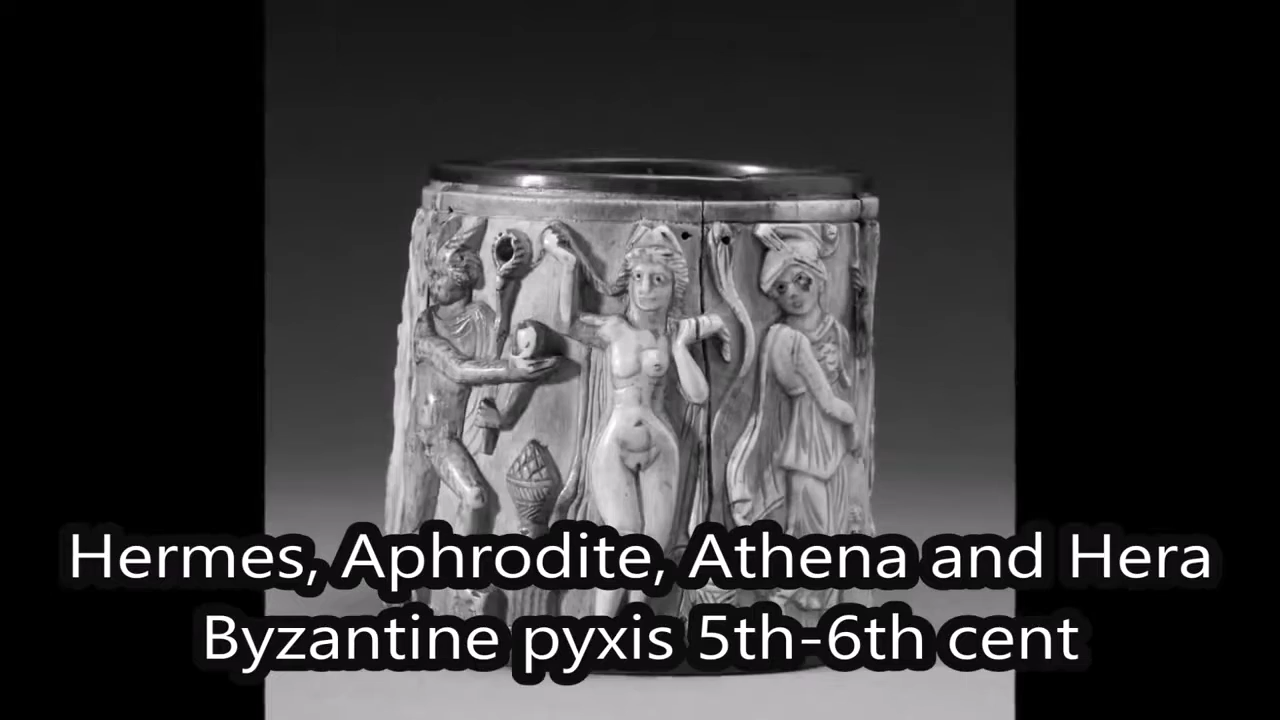 Hermes, Aphrodite, Athena and Hera
Byzantine pyxis 5th-6th cent